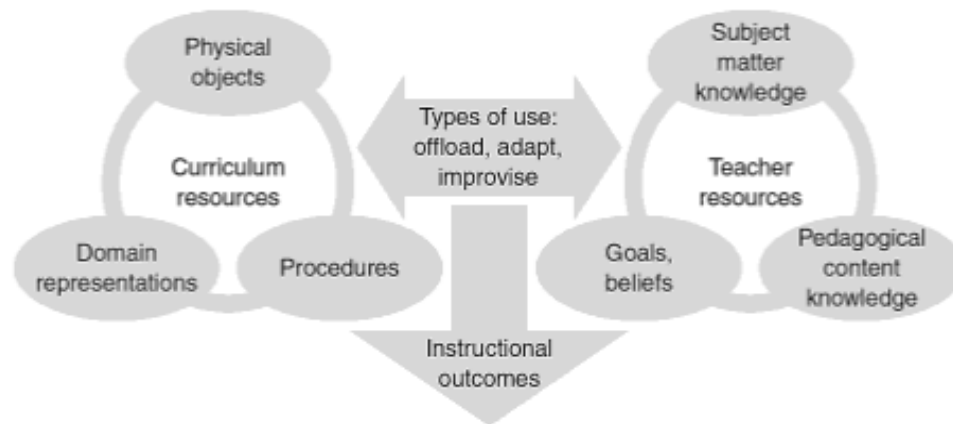 Physical
objects
Curriculum
resources
Domain
representations
Procedures
Types of use:
offload, adapt,
improvise
Instructional
outcomes
Subject
matter
knowledge
Teacher
resources
Goals,
beliefs
Pedagogical
content
knowledge